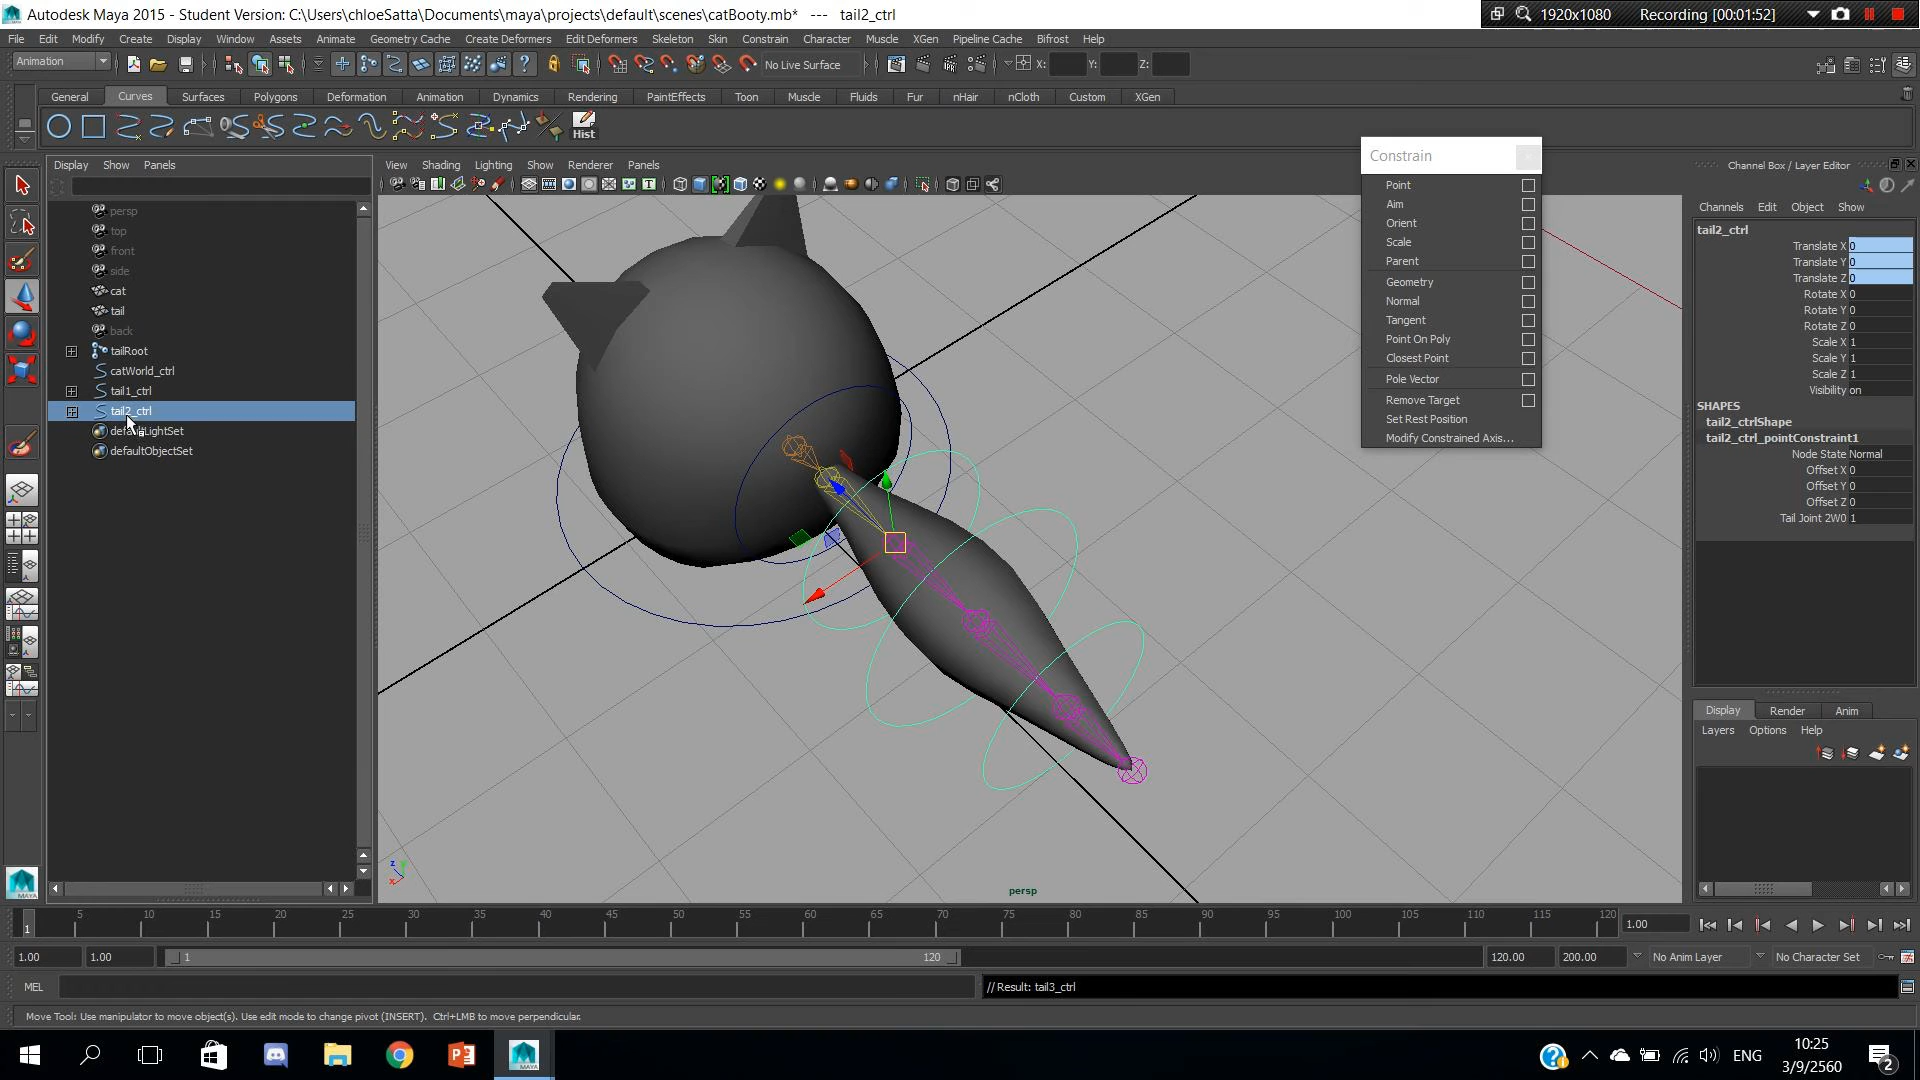 Autodesk Maya 2015 - Student Version: C:\Users\chloeSatta\Documents\maya\projects\default\scenes\catBooty.mb* --- tail2_ctrl
1920x1080 Recording [00:01:52]
File Edit Modify Create Display Window Assets Animate Geometry Cache Create Deformers Edit Deformers Skeleton Skin Constrain Character Muscle XGen Pipeline Cache Bifrost Help
Animation No Live Surface X: Y: Z:
General Curves Surfaces Polygons Deformation Animation Dynamics Rendering PaintEffects Toon Muscle Fluids Fur nHair nCloth Custom XGen
Hist
Display Show Panels
View Shading Lighting Show Renderer Panels
persp
top
front
side
cat
tail
back
tailRoot
catWorld_ctrl
tail1_ctrl
tail2_ctrl
defaultLightSet
defaultObjectSet
persp
Constrain
Point
Aim
Orient
Scale
Parent
Geometry
Normal
Tangent
Point On Poly
Closest Point
Pole Vector
Remove Target
Set Rest Position
Modify Constrained Axis...
Channel Box / Layer Editor
Channels Edit Object Show
tail2_ctrl
Translate X 0
Translate Y 0
Translate Z 0
Rotate X 0
Rotate Y 0
Rotate Z 0
Scale X 1
Scale Y 1
Scale Z 1
Visibility on
SHAPES
tail2_ctrlShape
tail2_ctrl_pointConstraint1
Node State Normal
Offset X 0
Offset Y 0
Offset Z 0
Tail Joint 2W0 1
Display Render Anim
Layers Options Help
1 5 10 15 20 25 30 35 40 45 50 55 60 65 70 75 80 85 90 95 100 105 110 115 120 1.00
1.00 1.00 1 120 120.00 200.00 No Anim Layer No Character Set
MEL // Result: tail3_ctrl
Move Tool: Use manipulator to move object(s). Use edit mode to change pivot (INSERT). Ctrl+LMB to move perpendicular.
ENG 10:25
3/9/2560
2